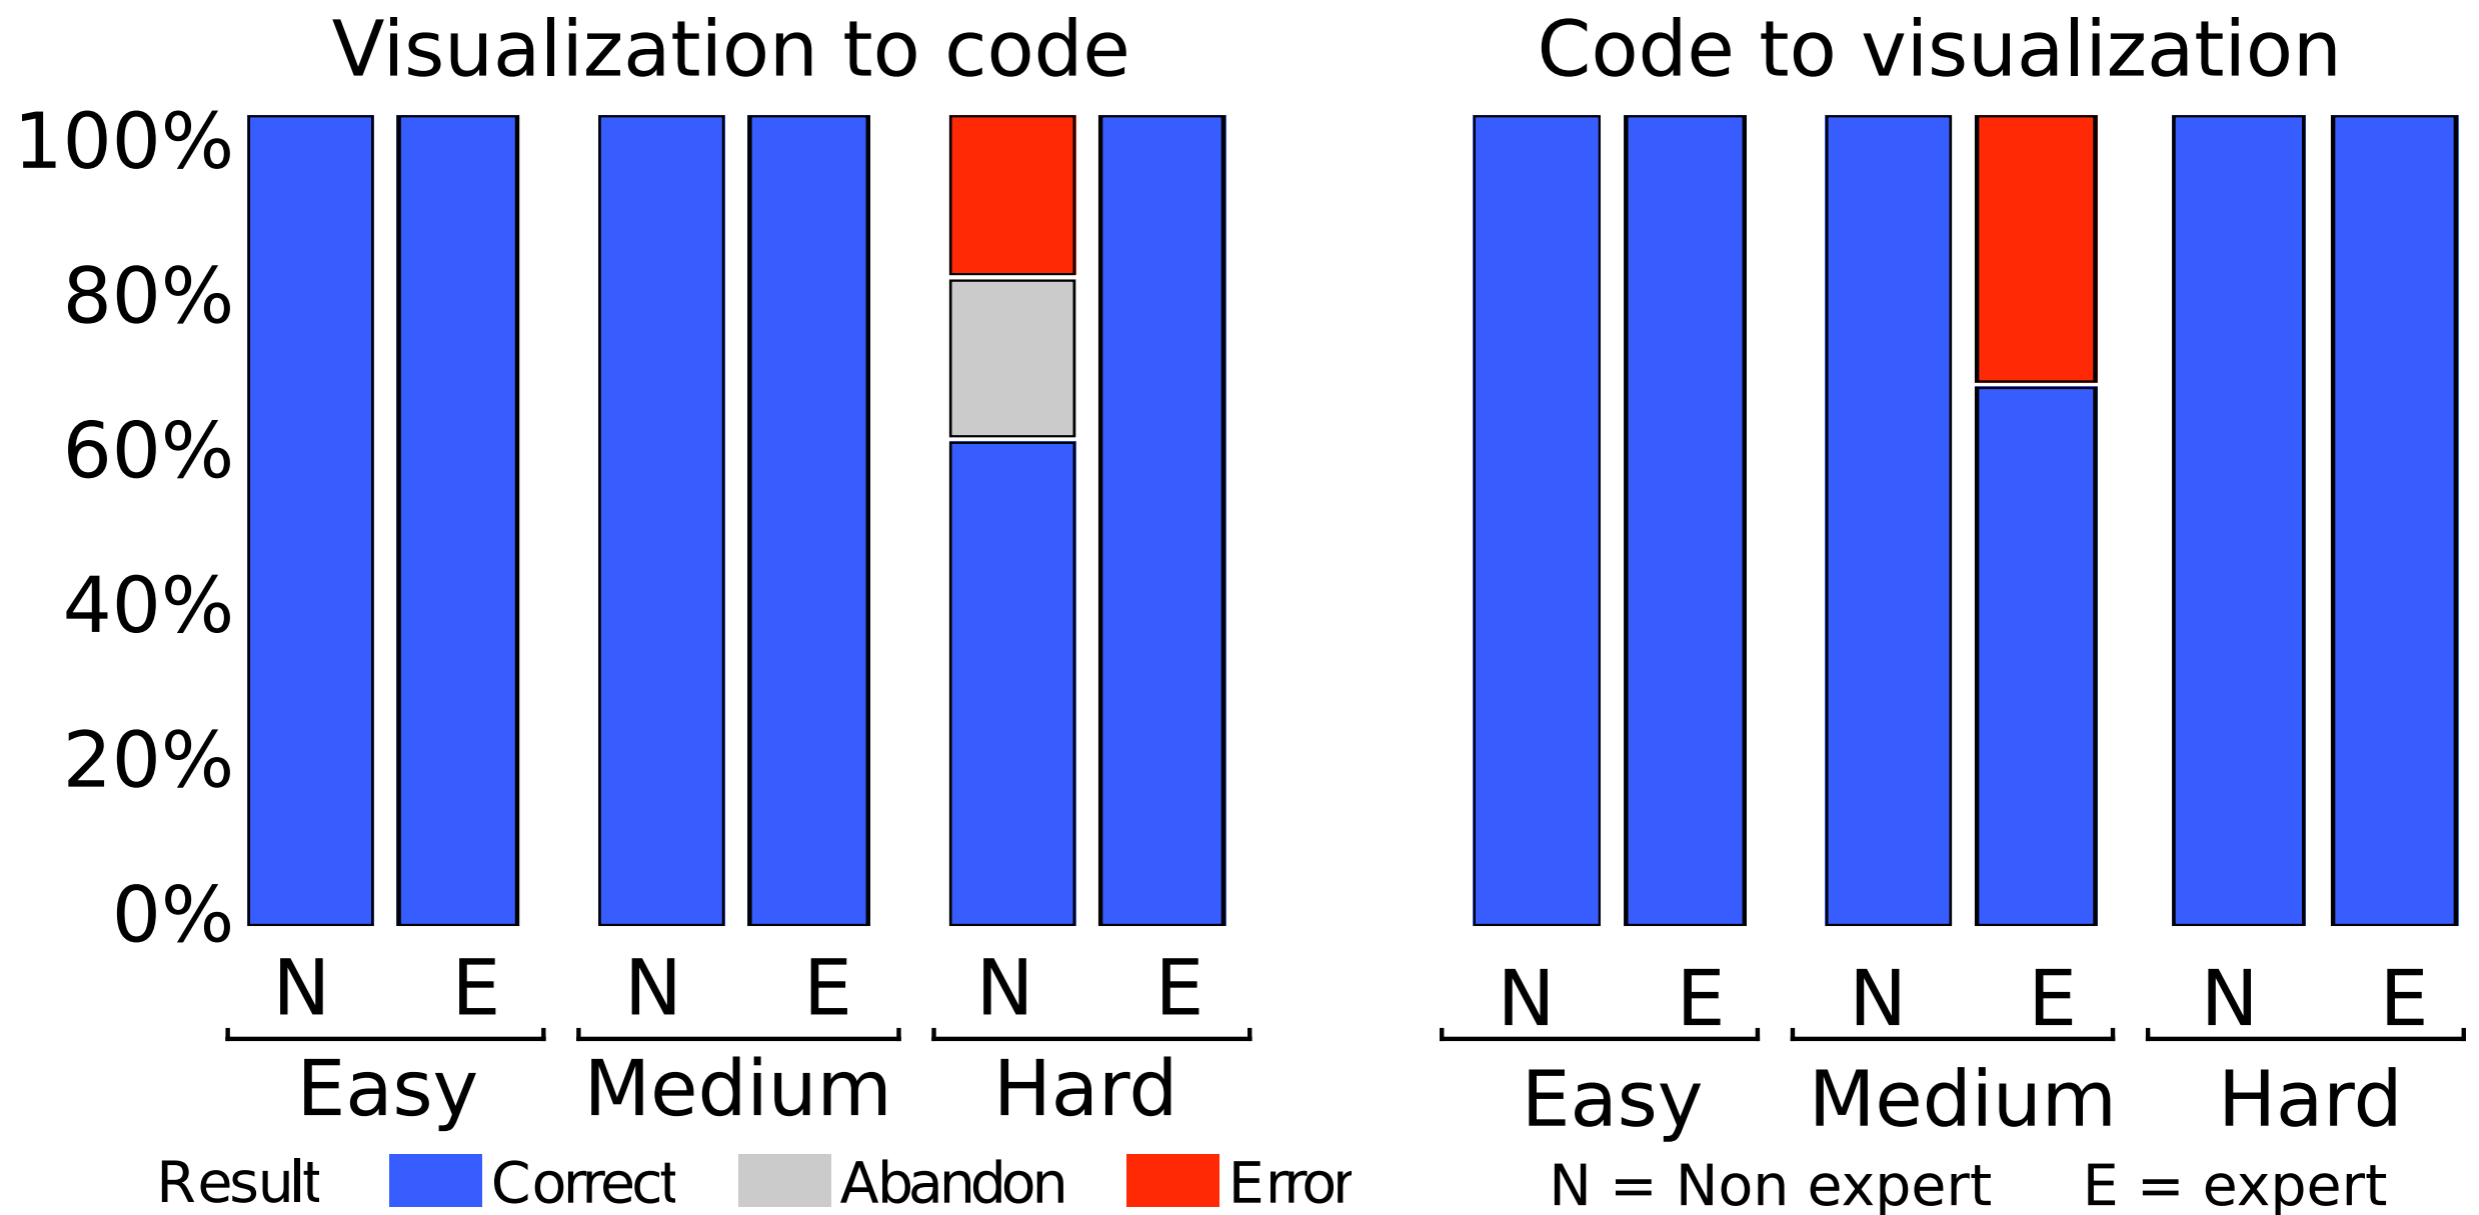 Visualization to code
Code to visualization
100%
80%
60%
40%
20%
0%
N E N E N E
N E N E N E
Easy Medium Hard
Easy Medium Hard
Result Correct Abandon Error
N = Non expert E = expert